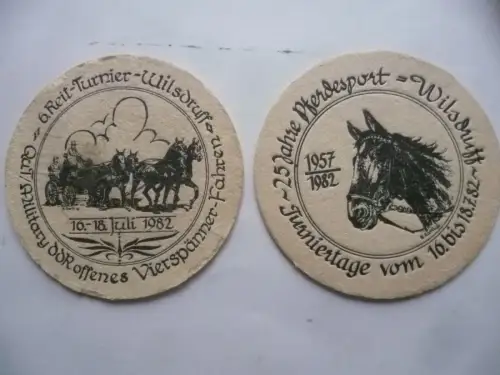 ~ 6. Reit-Turnier-Wilsdruff ~
Military DDR offenes Vierspänner-Fahren
16.-18. Juli 1982
~ 25 Jahre Pferdesport = Wilsdruff
1957
1982
Turniertage vom 16. bis 18.7.82 ~